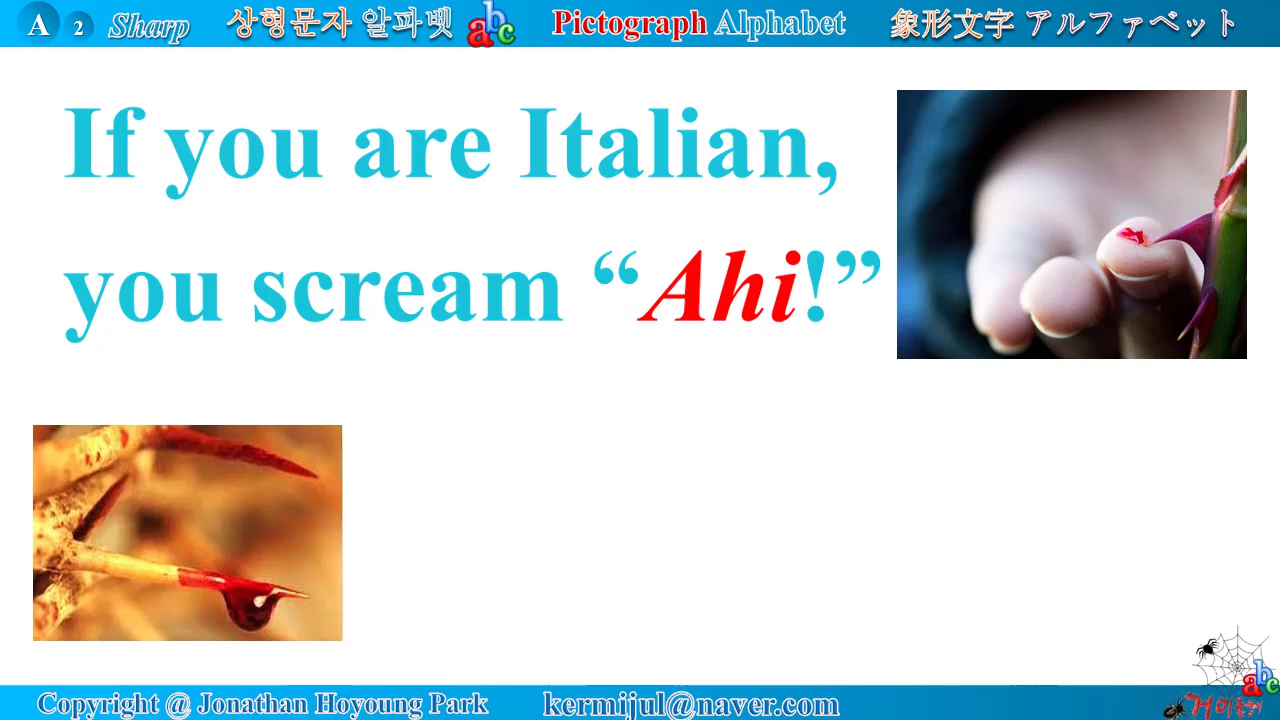 A 2 Sharp 상형문자 알파벳 abc Pictograph Alphabet 象形文字 アルファベット
If you are Italian,
you scream “Ahi!”
Copyright @ Jonathan Hoyoung Park kermijul@naver.com
abc